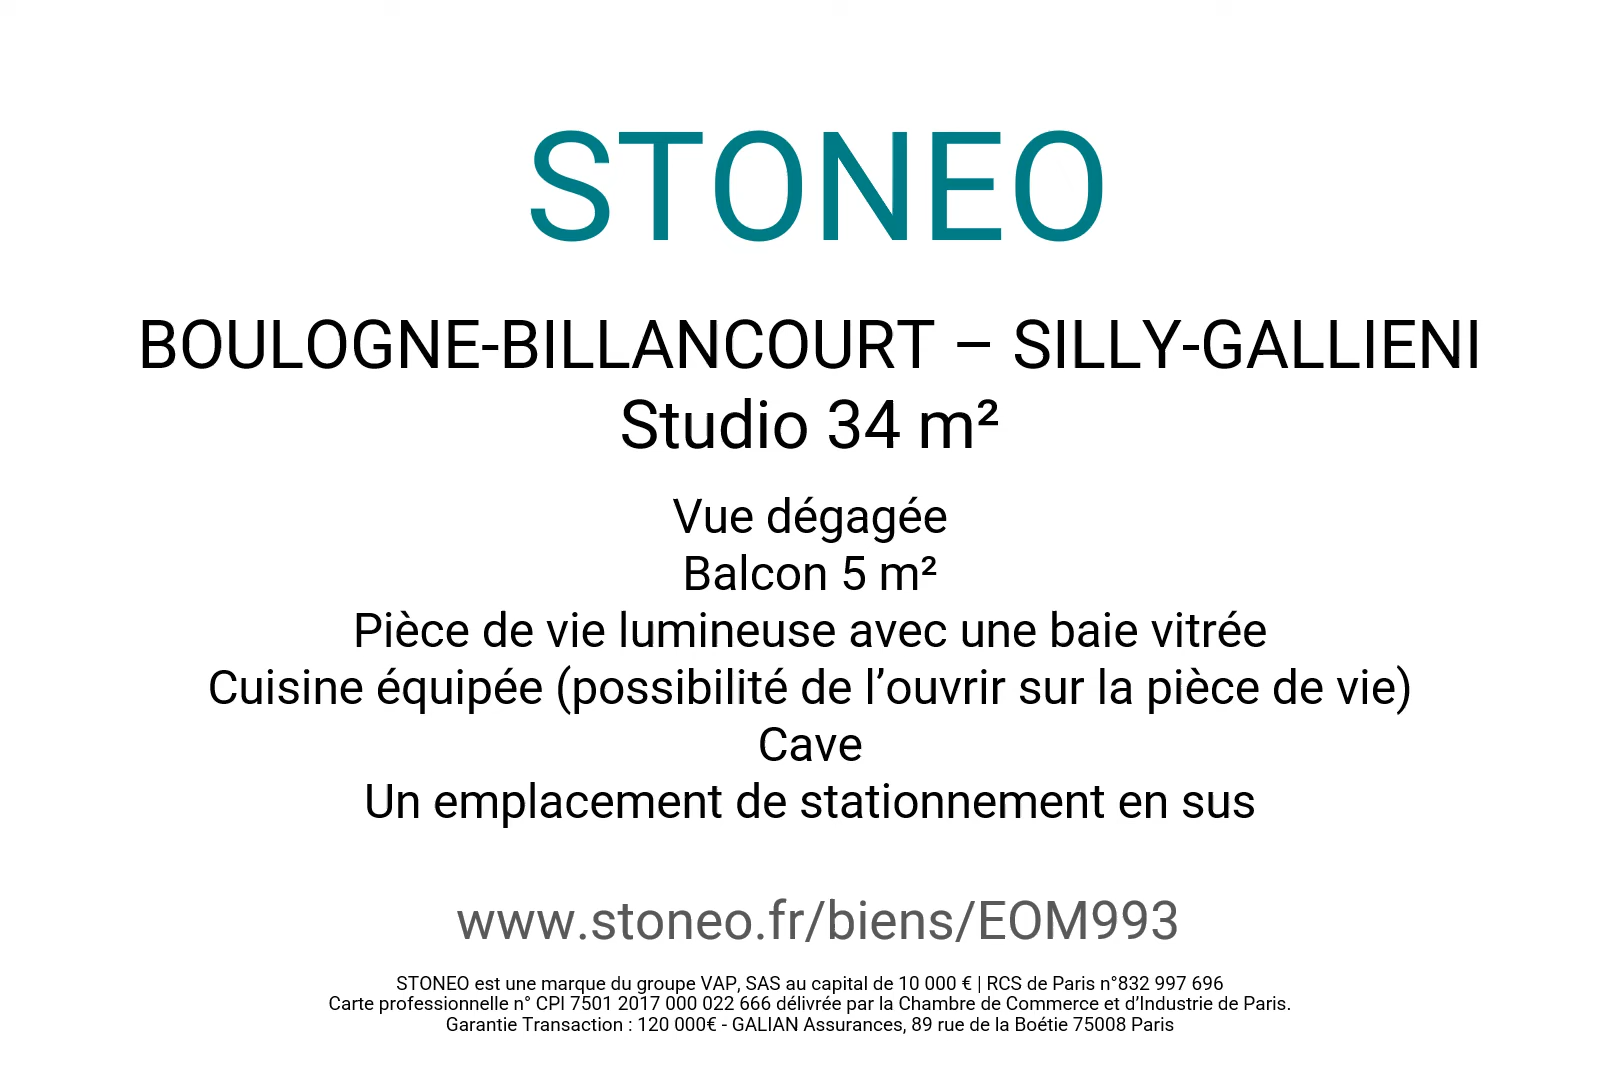 STONEO
BOULOGNE-BILLANCOURT – SILLY-GALLIENI
Studio 34 m²
Vue dégagée
Balcon 5 m²
Pièce de vie lumineuse avec une baie vitrée
Cuisine équipée (possibilité de l’ouvrir sur la pièce de vie)
Cave
Un emplacement de stationnement en sus
www.stoneo.fr/biens/EOM993
STONEO est une marque du groupe VAP, SAS au capital de 10 000 € | RCS de Paris n°832 997 696
Carte professionnelle n° CPI 7501 2017 000 022 666 délivrée par la Chambre de Commerce et d’Industrie de Paris.
Garantie Transaction : 120 000€ - GALIAN Assurances, 89 rue de la Boétie 75008 Paris